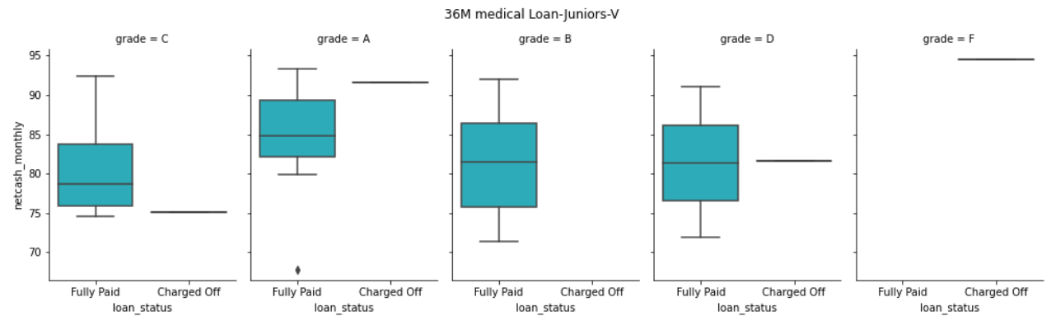 36M medical Loan-Juniors-V
grade = C
grade = A
grade = B
grade = D
grade = F
netcash_monthly
95
90
85
80
75
70
Fully Paid Charged Off
loan_status
Fully Paid Charged Off
loan_status
Fully Paid Charged Off
loan_status
Fully Paid Charged Off
loan_status
Fully Paid Charged Off
loan_status